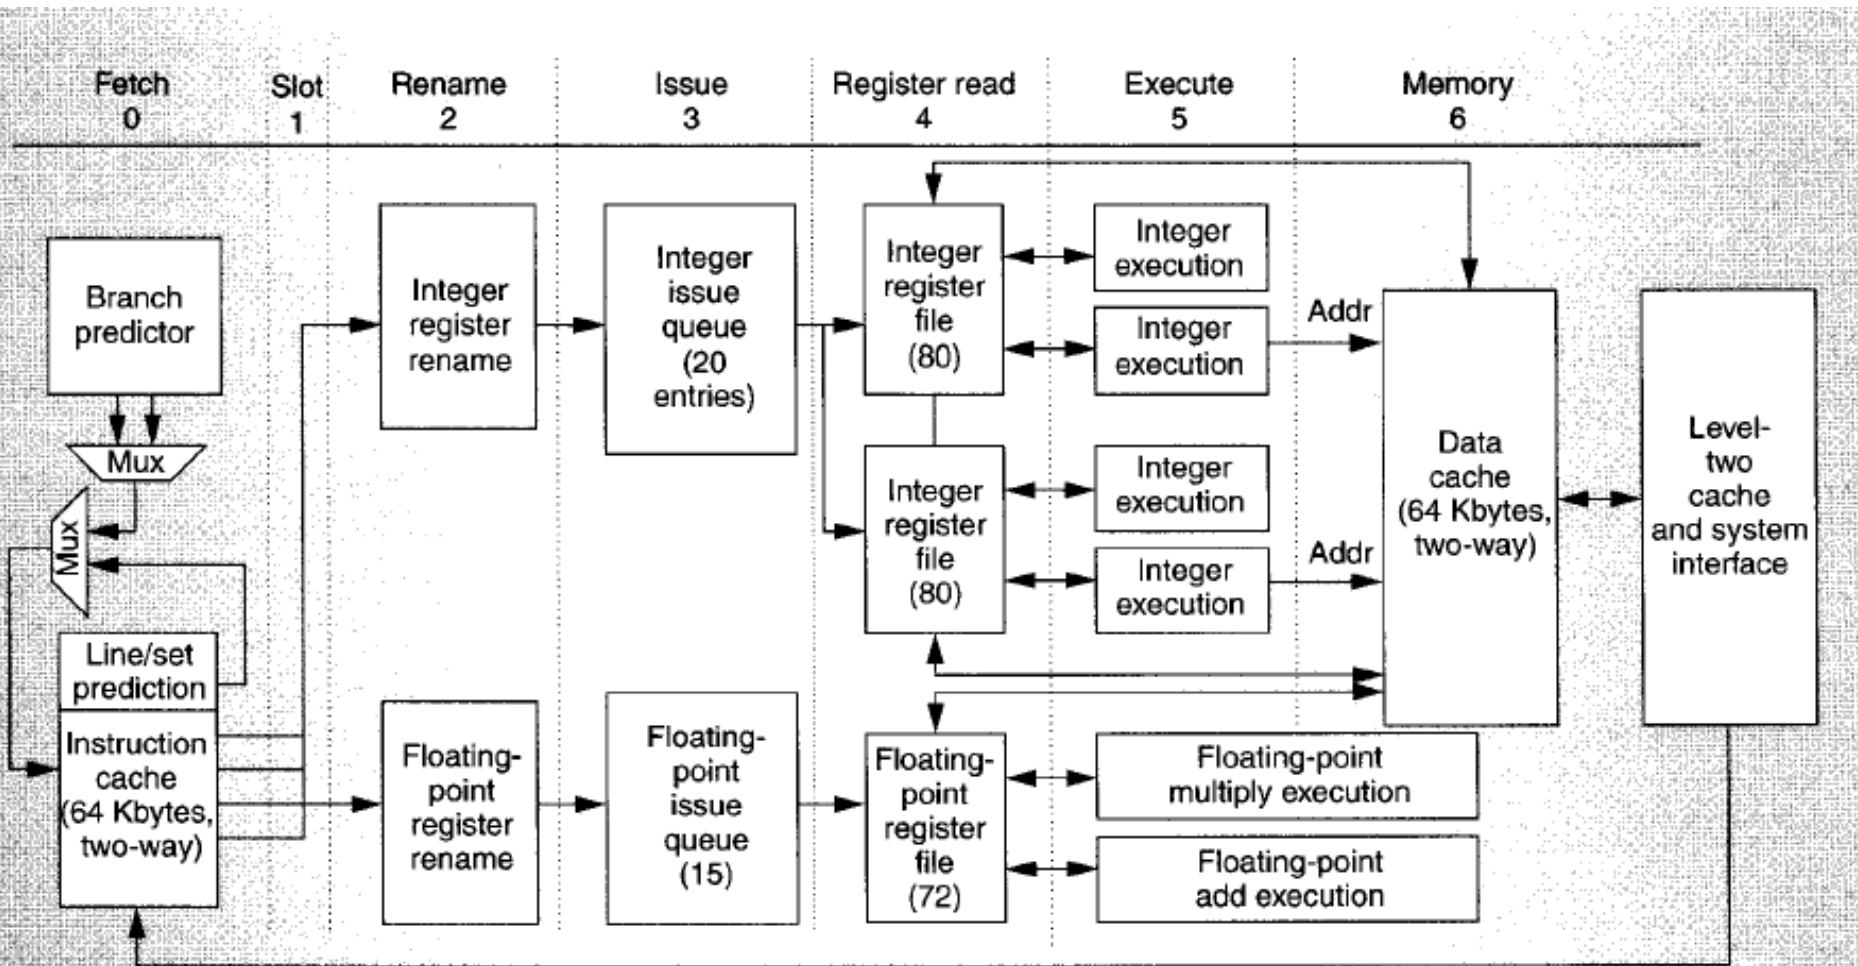 Fetch
0
Slot
1
Rename
2
Issue
3
Register read
4
Execute
5
Memory
6
Branch
predictor
Mux
Mux
Line/set
prediction
Instruction
cache
(64 Kbytes,
two-way)
Integer
register
rename
Floating-
point
register
rename
Integer
issue
queue
(20
entries)
Floating-
point
issue
queue
(15)
Integer
register
file
(80)
Integer
register
file
(80)
Floating-
point
register
file
(72)
Integer
execution
Integer
execution
Integer
execution
Integer
execution
Floating-point
multiply execution
Floating-point
add execution
Addr
Addr
Data
cache
(64 Kbytes,
two-way)
Level-
two
cache
and system
interface